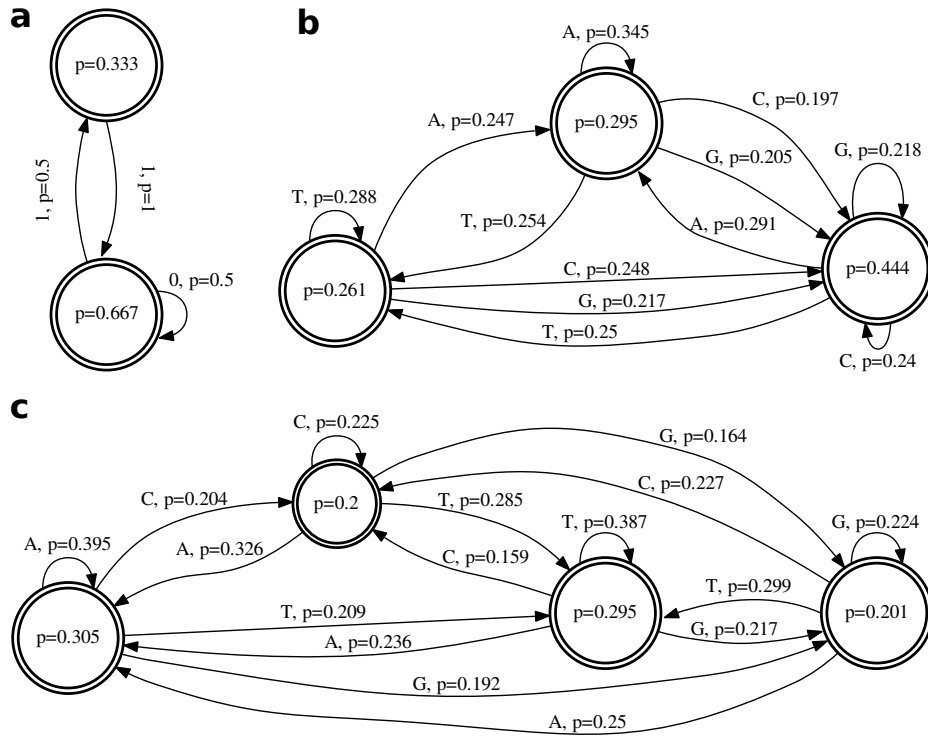 a
p=0.333
1, p=0.5
1, p=1
0, p=0.5
p=0.667
b
A, p=0.345
p=0.295
A, p=0.247
C, p=0.197
G, p=0.205
G, p=0.218
T, p=0.288
T, p=0.254
A, p=0.291
p=0.261
C, p=0.248
p=0.444
G, p=0.217
T, p=0.25
C, p=0.24
c
C, p=0.225
G, p=0.164
p=0.2
C, p=0.227
C, p=0.204
T, p=0.285
A, p=0.395
A, p=0.326
C, p=0.159
T, p=0.387
G, p=0.224
T, p=0.299
p=0.305
T, p=0.209
p=0.295
p=0.201
A, p=0.236
G, p=0.217
G, p=0.192
A, p=0.25